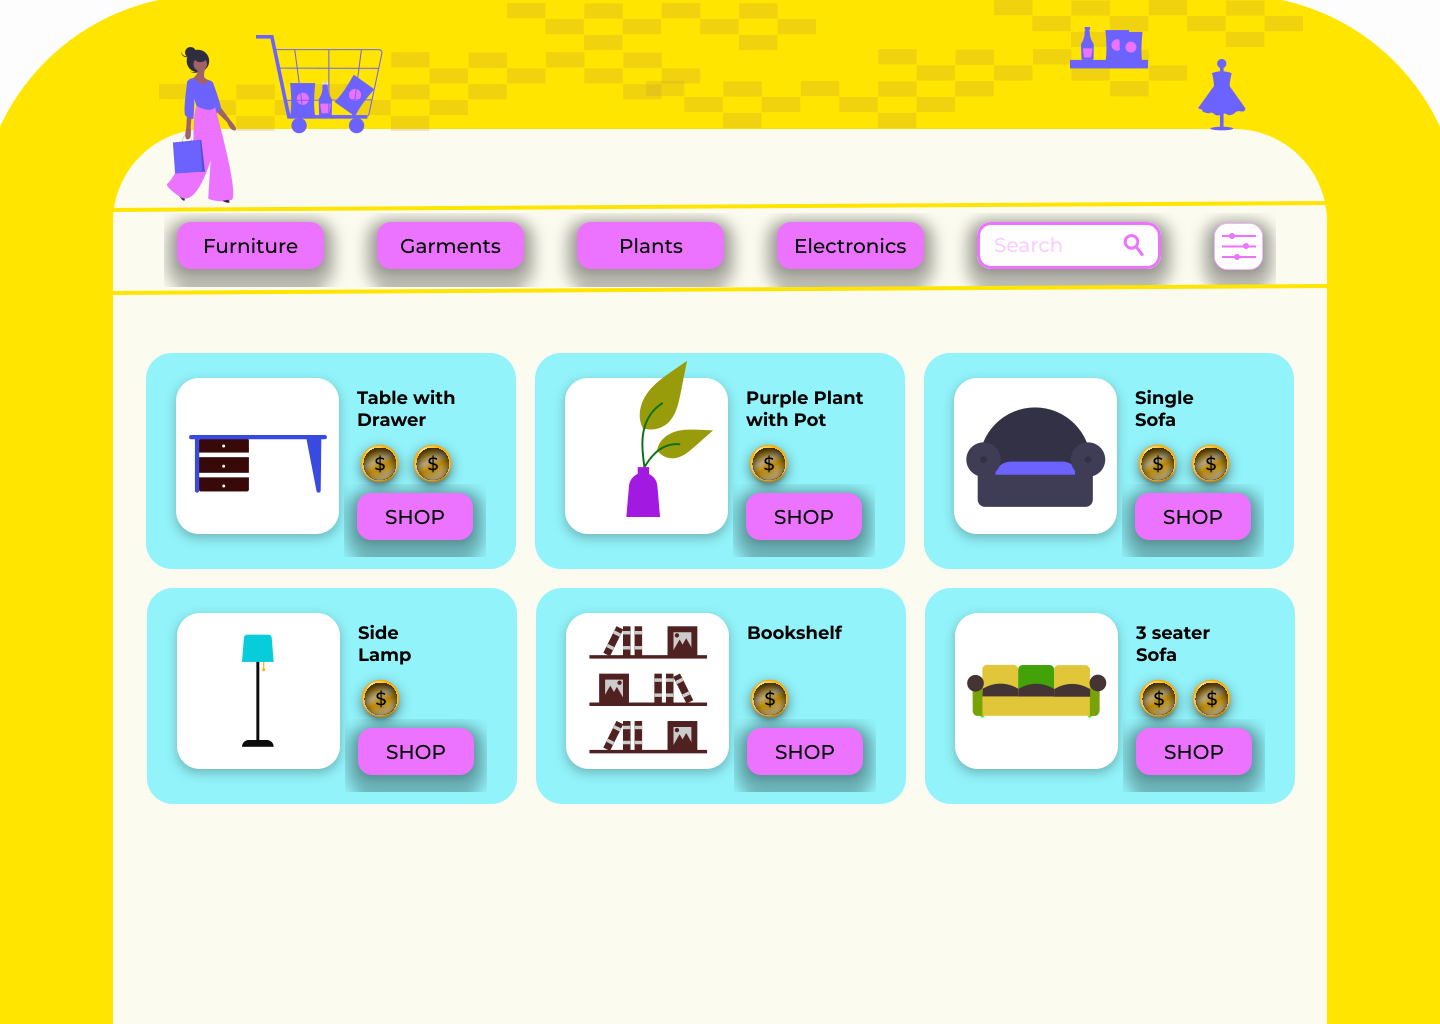 Furniture
Garments
Plants
Electronics
Search
Table with
Drawer
$ $
SHOP
Purple Plant
with Pot
$
SHOP
Single
Sofa
$ $
SHOP
Side
Lamp
$
SHOP
Bookshelf
$
SHOP
3 seater
Sofa
$ $
SHOP